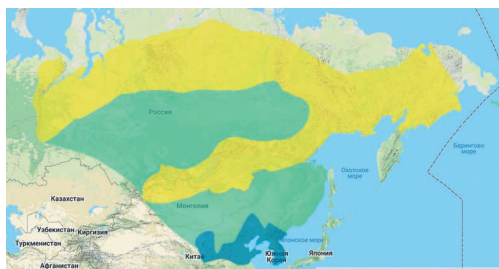 Россия
Берингово
море
Охотское
море
Казахстан
Монголия
Узбекистан
Киргизия
Туркменистан
Японское море
Китай
Южная
Корея
Япония
Афганистан